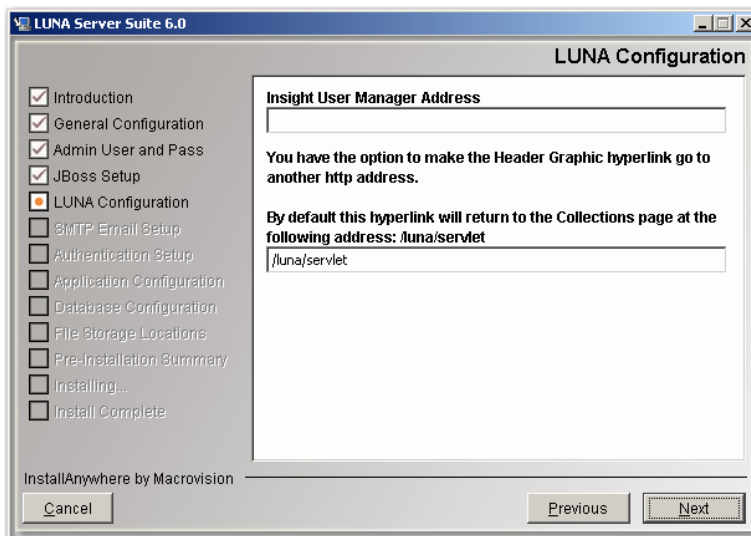 LUNA Server Suite 6.0
LUNA Configuration
Introduction
General Configuration
Admin User and Pass
JBoss Setup
LUNA Configuration
SMTP Email Setup
Authentication Setup
Application Configuration
Database Configuration
File Storage Locations
Pre-Installation Summary
Installing...
Install Complete
Insight User Manager Address
You have the option to make the Header Graphic hyperlink go to
another http address.
By default this hyperlink will return to the Collections page at the
following address: /luna/servlet
/luna/servlet
InstallAnywhere by Macrovision
Cancel
Previous
Next